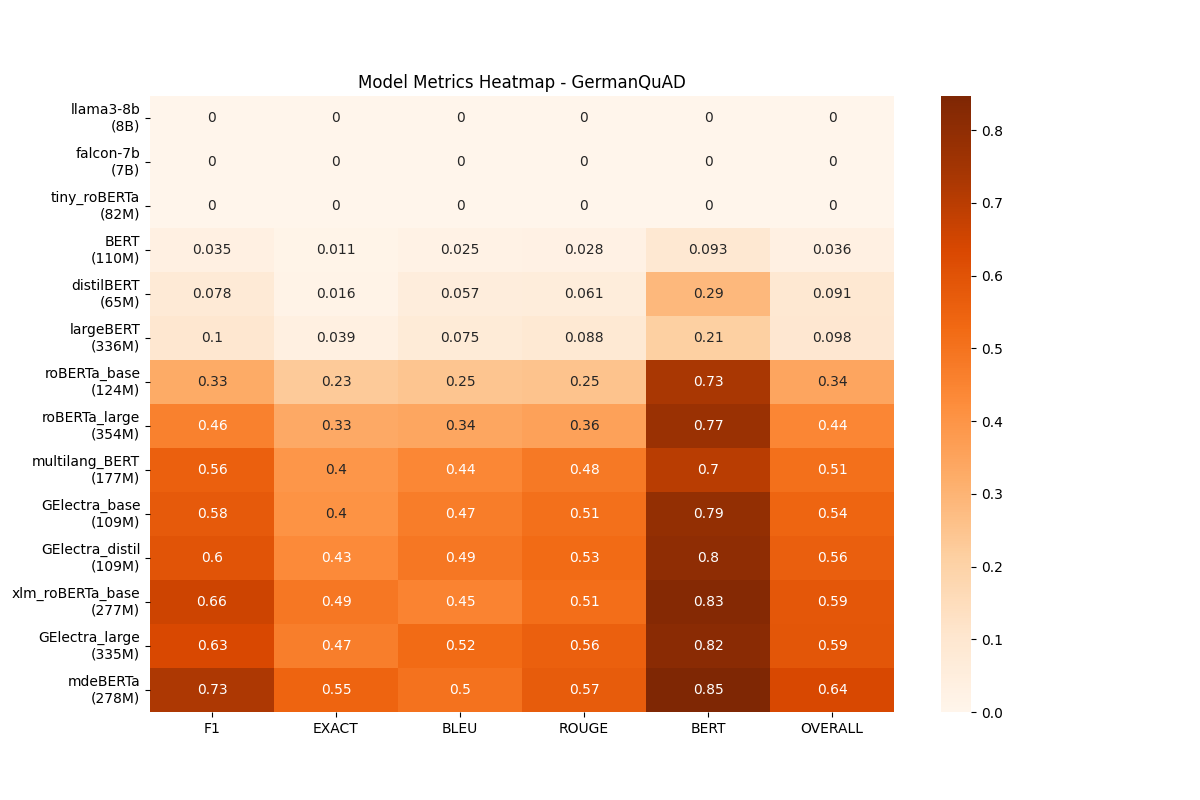 Model Metrics Heatmap - GermanQuAD
llama3-8b
(8B)
0 0 0 0 0 0
falcon-7b
(7B)
0 0 0 0 0 0
tiny_roBERTa
(82M)
0 0 0 0 0 0
BERT
(110M)
0.035 0.011 0.025 0.028 0.093 0.036
distilBERT
(65M)
0.078 0.016 0.057 0.061 0.29 0.091
largeBERT
(336M)
0.1 0.039 0.075 0.088 0.21 0.098
roBERTa_base
(124M)
0.33 0.23 0.25 0.25 0.73 0.34
roBERTa_large
(354M)
0.46 0.33 0.34 0.36 0.77 0.44
multilang_BERT
(177M)
0.56 0.4 0.44 0.48 0.7 0.51
GElectra_base
(109M)
0.58 0.4 0.47 0.51 0.79 0.54
GElectra_distil
(109M)
0.6 0.43 0.49 0.53 0.8 0.56
xlm_roBERTa_base
(277M)
0.66 0.49 0.45 0.51 0.83 0.59
GElectra_large
(335M)
0.63 0.47 0.52 0.56 0.82 0.59
mdeBERTa
(278M)
0.73 0.55 0.5 0.57 0.85 0.64
F1 EXACT BLEU ROUGE BERT OVERALL
0.8
0.7
0.6
0.5
0.4
0.3
0.2
0.1
0.0